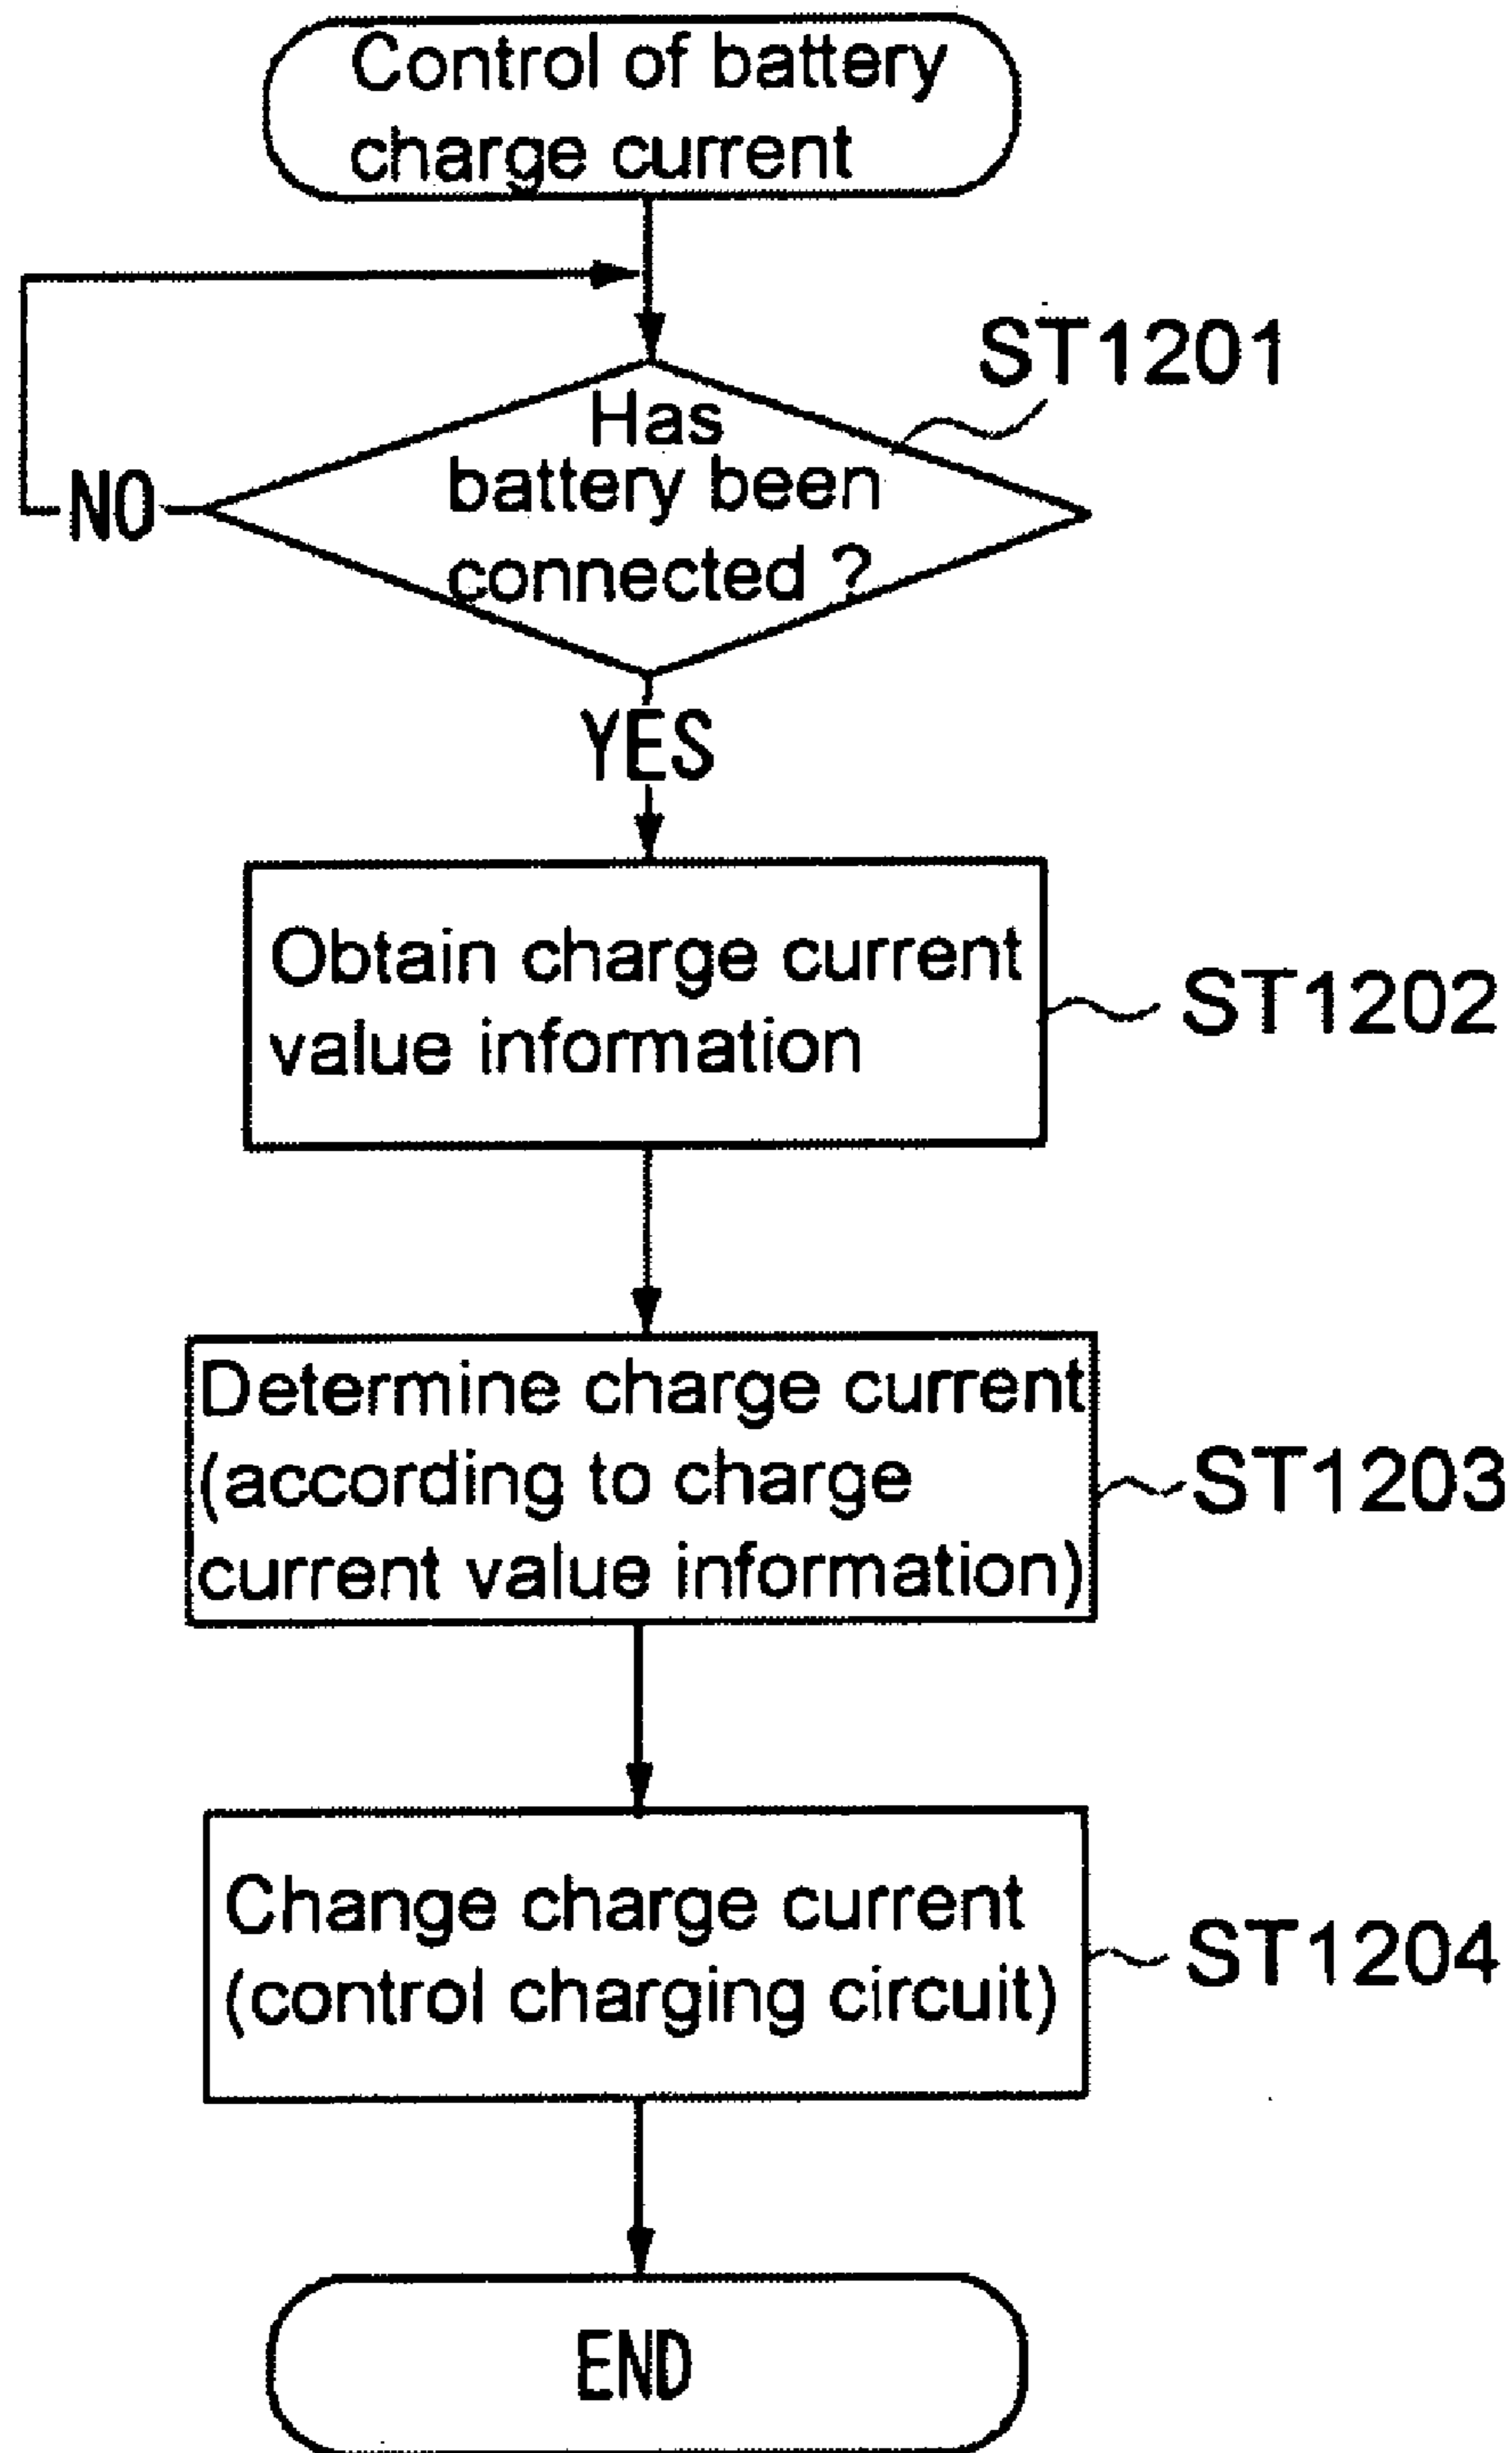 Control of battery
charge current
ST1201
Has
battery been
connected ?
NO
YES
Obtain charge current
value information
ST1202
Determine charge current
(according to charge
current value information)
ST1203
Change charge current
(control charging circuit)
ST1204
END